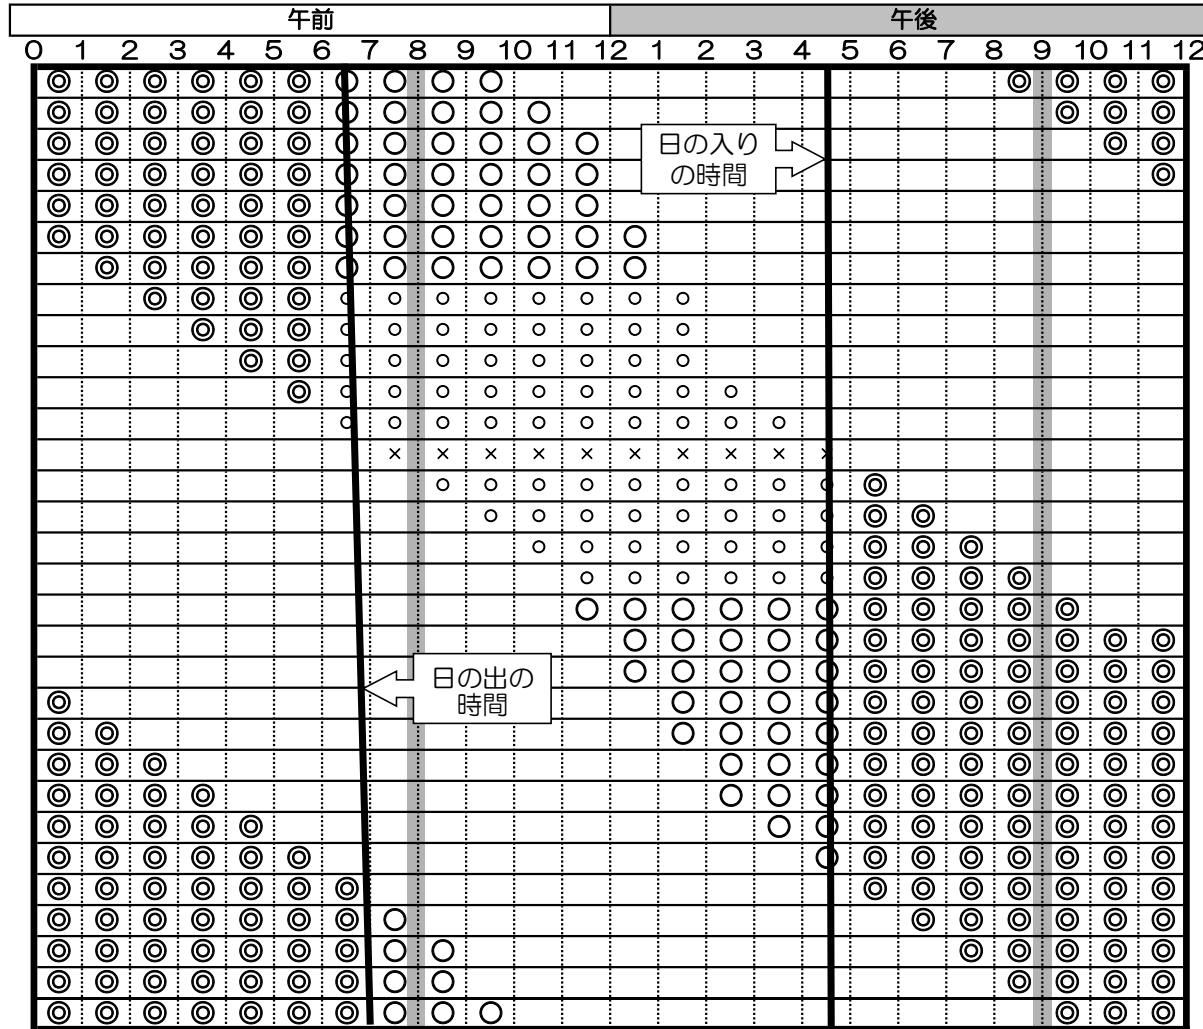 午前 午後
0 1 2 3 4 5 6 7 8 9 10 11 12 1 2 3 4 5 6 7 8 9 10 11 12
◎ ◎ ◎ ◎ ◎ ◎ ○ ○ ○ ○ ◎ ◎ ◎ ◎
◎ ◎ ◎ ◎ ◎ ◎ ○ ○ ○ ○ ○ ◎ ◎ ◎
◎ ◎ ◎ ◎ ◎ ◎ ○ ○ ○ ○ ○ ○ ◎ ◎
日の入り
の時間
◎ ◎ ◎ ◎ ◎ ◎ ○ ○ ○ ○ ○ ○ ◎
◎ ◎ ◎ ◎ ◎ ◎ ○ ○ ○ ○ ○ ○
◎ ◎ ◎ ◎ ◎ ◎ ○ ○ ○ ○ ○ ○ ○
◎ ◎ ◎ ◎ ◎ ○ ○ ○ ○ ○ ○ ○
◎ ◎ ◎ ◎ ○ ○ ○ ○ ○ ○ ○ ○
◎ ◎ ◎ ○ ○ ○ ○ ○ ○ ○ ○
◎ ◎ ○ ○ ○ ○ ○ ○ ○ ○
◎ ○ ○ ○ ○ ○ ○ ○ ○ ○
○ ○ ○ ○ ○ ○ ○ ○ ○ ○
× × × × × × × × × ×
○ ○ ○ ○ ○ ○ ○ ○ ○ ◎
○ ○ ○ ○ ○ ○ ○ ○ ◎ ◎
○ ○ ○ ○ ○ ○ ○ ◎ ◎ ◎
○ ○ ○ ○ ○ ○ ◎ ◎ ◎ ◎
○ ○ ○ ○ ○ ○ ◎ ◎ ◎ ◎ ◎
○ ○ ○ ○ ○ ◎ ◎ ◎ ◎ ◎ ◎ ◎
○ ○ ○ ○ ○ ◎ ◎ ◎ ◎ ◎ ◎ ◎
日の出の
時間
◎ ○ ○ ○ ○ ◎ ◎ ◎ ◎ ◎ ◎ ◎
◎ ◎ ○ ○ ○ ○ ◎ ◎ ◎ ◎ ◎ ◎ ◎
◎ ◎ ◎ ○ ○ ○ ◎ ◎ ◎ ◎ ◎ ◎ ◎
◎ ◎ ◎ ◎ ○ ○ ○ ◎ ◎ ◎ ◎ ◎ ◎ ◎
◎ ◎ ◎ ◎ ◎ ○ ○ ◎ ◎ ◎ ◎ ◎ ◎ ◎
◎ ◎ ◎ ◎ ◎ ◎ ○ ◎ ◎ ◎ ◎ ◎ ◎ ◎
◎ ◎ ◎ ◎ ◎ ◎ ◎ ◎ ◎ ◎ ◎ ◎ ◎ ◎
◎ ◎ ◎ ◎ ◎ ◎ ◎ ○ ◎ ◎ ◎ ◎ ◎ ◎
◎ ◎ ◎ ◎ ◎ ◎ ◎ ○ ○ ◎ ◎ ◎ ◎ ◎
◎ ◎ ◎ ◎ ◎ ◎ ◎ ○ ○ ◎ ◎ ◎ ◎
◎ ◎ ◎ ◎ ◎ ◎ ◎ ○ ○ ○ ◎ ◎ ◎